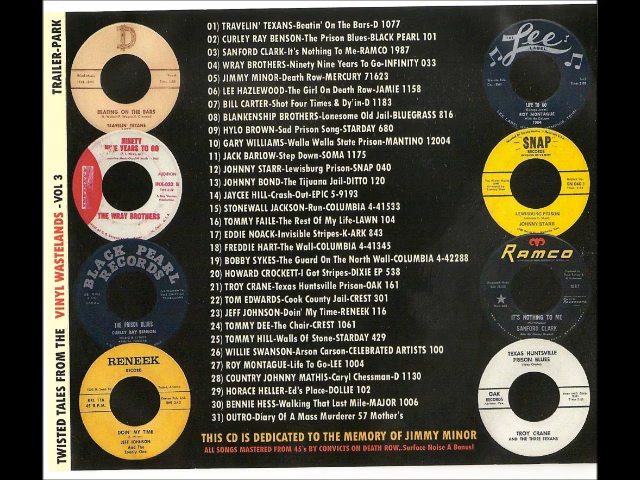 TWISTED TALES FROM THE VINYL WASTELANDS -VOL 3 TRAILER-PARK
01) TRAVELIN' TEXANS-Beatin' On The Bars-D 1077
02) CURLEY RAY BENSON-The Prison Blues-BLACK PEARL 101
03) SANFORD CLARK-It's Nothing To Me-RAMCO 1987
04) WRAY BROTHERS-Ninety Nine Years To Go-INFINITY 033
05) JIMMY MINOR-Death Row-MERCURY 71623
06) LEE HAZLEWOOD-The Girl On Death Row-JAMIE 1158
07) BILL CARTER-Shot Four Times & Dy'in-D 1183
08) BLANKENSHIP BROTHERS-Lonesome Old Jail-BLUEGRASS 816
09) HYLO BROWN-Sad Prison Song-STARDAY 680
10) GARY WILLIAMS-Walla Walla State Prison-MANTINO 12004
11) JACK BARLOW-Step Down-SOMA 1175
12) JOHNNY STARR-Lewisburg Prison-SNAP 040
13) JOHNNY BOND-The Tijuana Jail-DITTO 120
14) JAYCEE HILL-Crash-Out-EPIC 5-9193
15) STONEWALL JACKSON-Run-COLUMBIA 4-41533
16) TOMMY FAILE-The Rest Of My Life-LAWN 104
17) EDDIE NOACK-Invisible Stripes-K-ARK 843
18) FREDDIE HART-The Wall-COLUMBIA 4-41345
19) BOBBY SYKES-The Guard On The North Wall-COLUMBIA 4-42288
20) HOWARD CROCKETT-I Got Stripes-DIXIE EP 538
21) TROY CRANE-Texas Huntsville Prison-OAK 161
22) TOM EDWARDS-Cook County Jail-CREST 301
23) JEFF JOHNSON-Doin' My Time-RENEEK 116
24) TOMMY DEE-The Chair-CREST 1061
25) TOMMY HILL-Walls Of Stone-STARDAY 429
26) WILLIE SWANSON-Arson Carson-CELEBRATED ARTISTS 100
27) ROY MONTAGUE-Life To Go-LEE 1004
28) COUNTRY JOHNNY MATHIS-Caryl Chessman-D 1130
29) HORACE HELLER-Ed's Place-DOLLIE 102
30) BENNIE HESS-Walking That Last Mile-MAJOR 1006
31) OUTRO-Diary Of A Mass Murderer 57 Mother's
THIS CD IS DEDICATED TO THE MEMORY OF JIMMY MINOR
ALL SONGS MASTERED FROM 45's BY CONVICTS ON DEATH ROW..Surface Noise A Bonus!
D
BEATING ON THE BARS
TRAVELIN' TEXANS
NINETY
NINE YEARS TO GO
THE WRAY BROTHERS
BLACK PEARL
RECORDS
THE PRISON BLUES
CURLEY RAY BENSON
RENEEK
RECORD
DOIN' MY TIME
JEFF JOHNSON
And The
Lonely One
THE
Lee
LABEL
LIFE TO GO
ROY MONTAGUE
1004
SNAP
RECORDS
LEWISBURG PRISON
JOHNNY STARR
RAMCO
IT'S NOTHING TO ME
SANFORD CLARK
TEXAS HUNTSVILLE
PRISON BLUES
OAK
RECORDS
TROY CRANE
AND THE THREE TEXANS